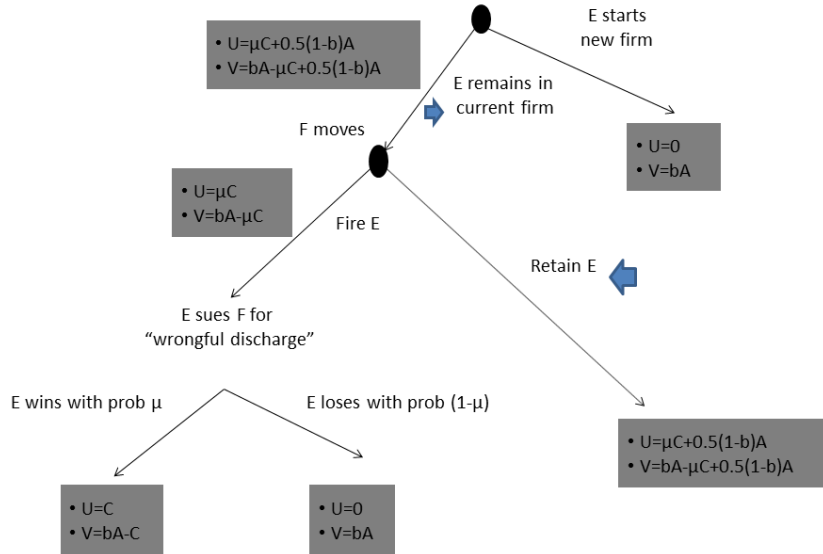 E starts
new firm
• U=μC+0.5(1-b)A
• V=bA-μC+0.5(1-b)A
E remains in
current firm
F moves
• U=0
• V=bA
• U=μC
• V=bA-μC
Fire E
Retain E
E sues F for
“wrongful discharge”
E wins with prob μ
E loses with prob (1-μ)
• U=μC+0.5(1-b)A
• V=bA-μC+0.5(1-b)A
• U=C
• V=bA-C
• U=0
• V=bA